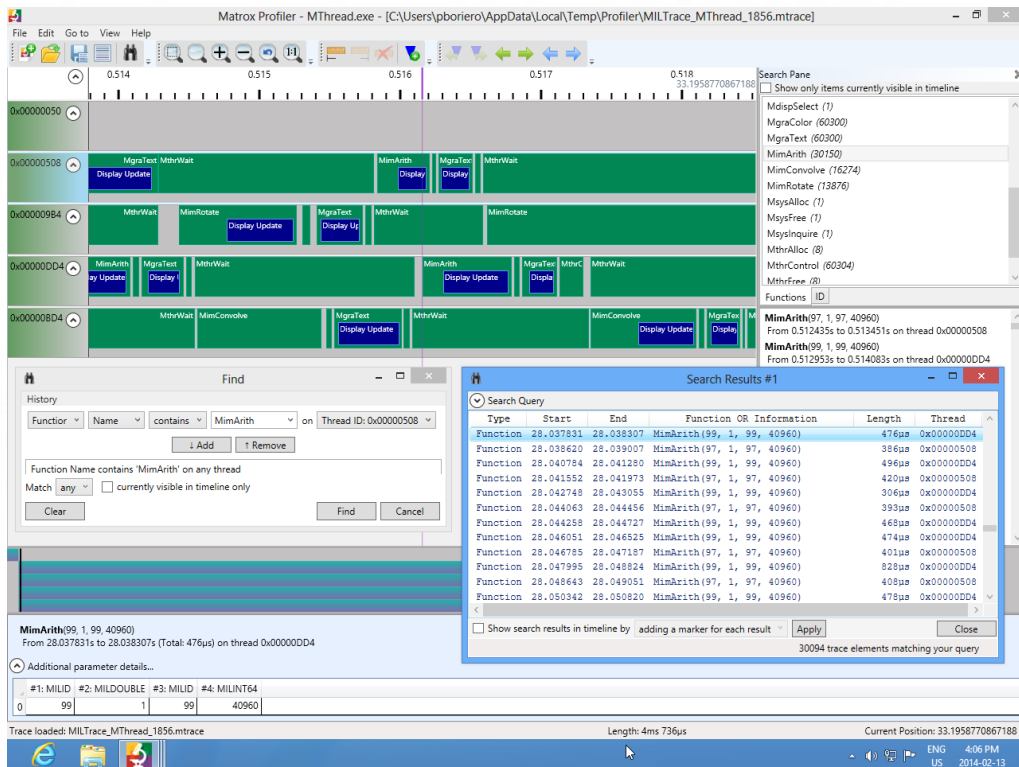 Matrox Profiler - MThread.exe - [C:\Users\pboriero\AppData\Local\Temp\Profiler\MILTrace_MThread_1856.mtrace]
File Edit Go to View Help
0.514 0.515 0.516 0.517 0.518
33.1958770867188
0x00000050
0x00000508
MgraText MthrWait MimArith MgraTex MthrWait
Display Update Display Display
0x000009B4
MthrWait MimRotate MgraText MthrWait MimRotate
Display Update Display Up
0x00000DD4
MimArith MgraText MthrWait MimArith MgraTex MthrC MthrWait
ay Update Display Display Update Displa
0x00000BD4
MthrWait MimConvolve MgraText MthrWait MimConvolve MgraTex M
Display Update Display Update Display
Search Pane
Show only items currently visible in timeline
MdispSelect (1)
MgraColor (60300)
MgraText (60300)
MimArith (30150)
MimConvolve (16274)
MimRotate (13876)
MsysAlloc (1)
MsysFree (1)
MsysInquire (1)
MthrAlloc (8)
MthrControl (60304)
MthrFree (8)
Functions ID
MimArith(97, 1, 97, 40960)
From 0.512435s to 0.513451s on thread 0x00000508
MimArith(99, 1, 99, 40960)
From 0.512953s to 0.514083s on thread 0x00000DD4
Find
History
Functior Name contains MimArith on Thread ID: 0x00000508
↓ Add ↑ Remove
Function Name contains 'MimArith' on any thread
Match any currently visible in timeline only
Clear Find Cancel
Search Results #1
Search Query
Type Start End Function OR Information Length Thread
Function 28.037831 28.038307 MimArith(99, 1, 99, 40960) 476µs 0x00000DD4
Function 28.038620 28.039007 MimArith(97, 1, 97, 40960) 386µs 0x00000508
Function 28.040784 28.041280 MimArith(99, 1, 99, 40960) 496µs 0x00000DD4
Function 28.041552 28.041973 MimArith(97, 1, 97, 40960) 420µs 0x00000508
Function 28.042748 28.043055 MimArith(99, 1, 99, 40960) 306µs 0x00000DD4
Function 28.044063 28.044456 MimArith(97, 1, 97, 40960) 393µs 0x00000508
Function 28.044258 28.044727 MimArith(99, 1, 99, 40960) 468µs 0x00000DD4
Function 28.046051 28.046525 MimArith(99, 1, 99, 40960) 474µs 0x00000DD4
Function 28.046785 28.047187 MimArith(97, 1, 97, 40960) 401µs 0x00000508
Function 28.047995 28.048824 MimArith(99, 1, 99, 40960) 828µs 0x00000DD4
Function 28.048643 28.049051 MimArith(97, 1, 97, 40960) 408µs 0x00000508
Function 28.050342 28.050820 MimArith(99, 1, 99, 40960) 478µs 0x00000DD4
Show search results in timeline by adding a marker for each result Apply Close
30094 trace elements matching your query
MimArith(99, 1, 99, 40960)
From 28.037831s to 28.038307s (Total: 476µs) on thread 0x00000DD4
Additional parameter details...
#1: MILID #2: MILDOUBLE #3: MILID #4: MILINT64
0 99 1 99 40960
Trace loaded: MILTrace_MThread_1856.mtrace Length: 4ms 736µs Current Position: 33.1958770867188
ENG 4:06 PM
US 2014-02-13